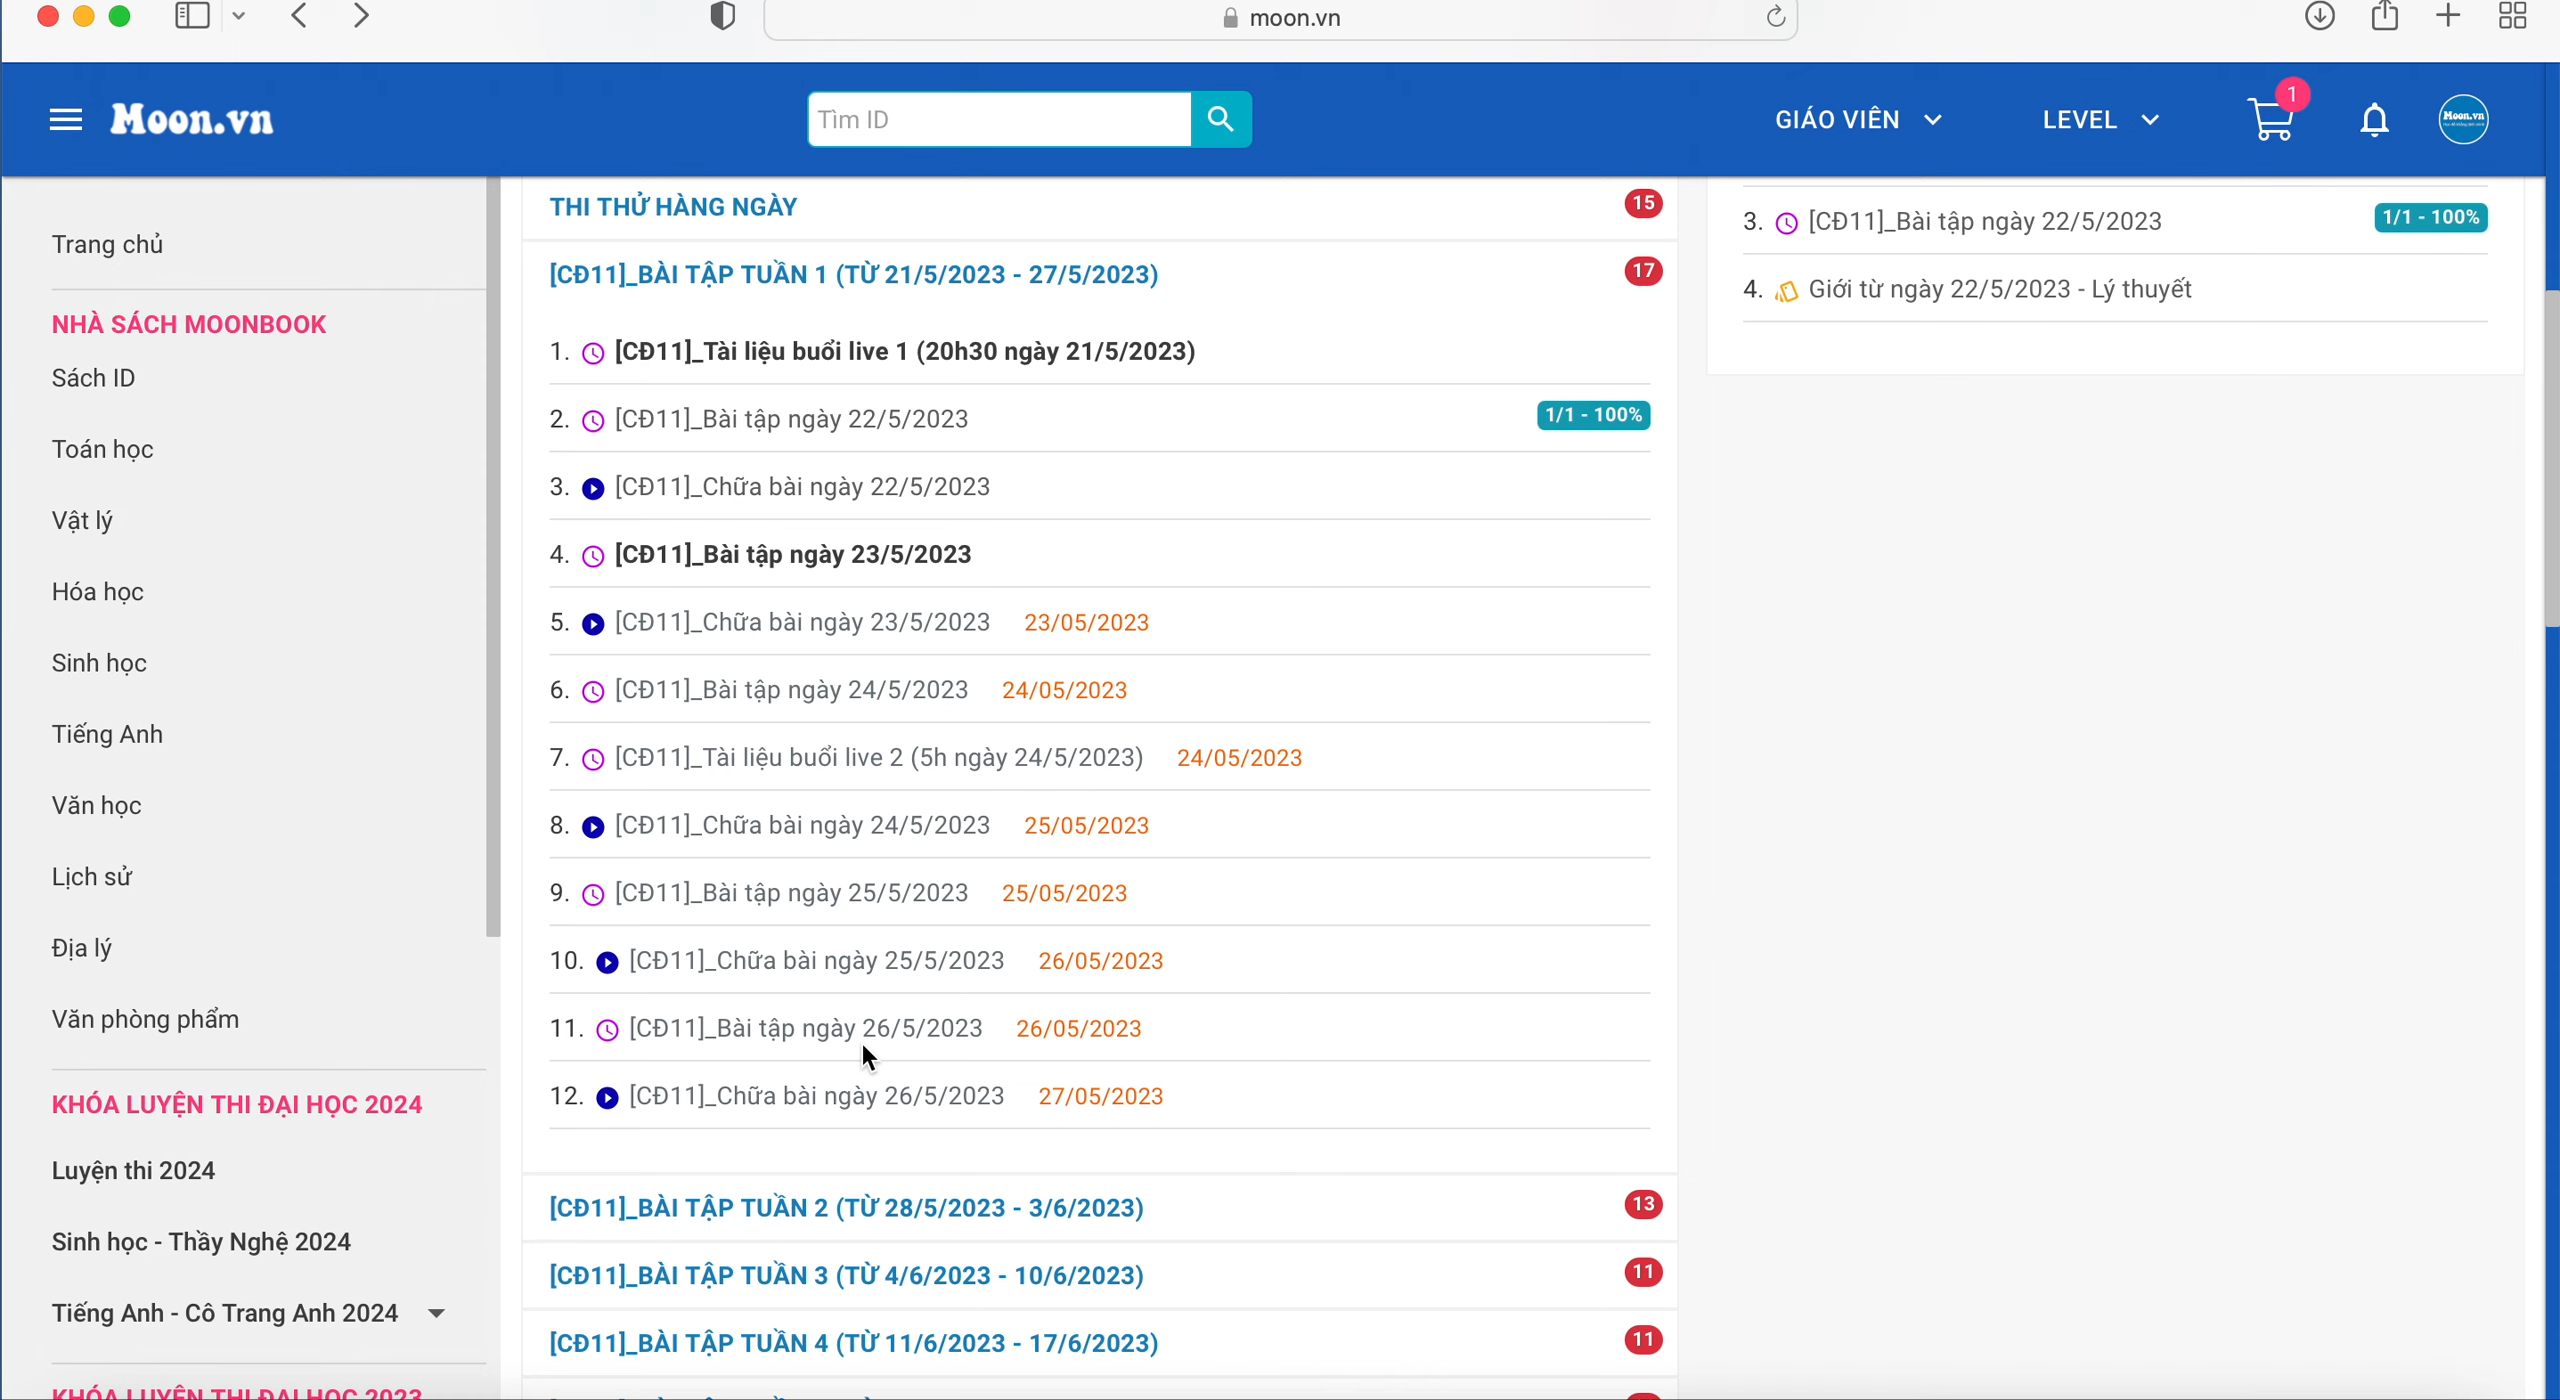 moon.vn
Moon.vn
Tìm ID
GIÁO VIÊN
LEVEL
1
Moon.vn
Trang chủ
NHÀ SÁCH MOONBOOK
Sách ID
Toán học
Vật lý
Hóa học
Sinh học
Tiếng Anh
Văn học
Lịch sử
Địa lý
Văn phòng phẩm
KHÓA LUYỆN THI ĐẠI HỌC 2024
Luyện thi 2024
Sinh học - Thầy Nghệ 2024
Tiếng Anh - Cô Trang Anh 2024
KHÓA LUYỆN THI ĐẠI HỌC 2023
THI THỬ HÀNG NGÀY 15
[CĐ11]_BÀI TẬP TUẦN 1 (TỪ 21/5/2023 - 27/5/2023) 17
1. [CĐ11]_Tài liệu buổi live 1 (20h30 ngày 21/5/2023)
2. [CĐ11]_Bài tập ngày 22/5/2023 1/1 - 100%
3. [CĐ11]_Chữa bài ngày 22/5/2023
4. [CĐ11]_Bài tập ngày 23/5/2023
5. [CĐ11]_Chữa bài ngày 23/5/2023 23/05/2023
6. [CĐ11]_Bài tập ngày 24/5/2023 24/05/2023
7. [CĐ11]_Tài liệu buổi live 2 (5h ngày 24/5/2023) 24/05/2023
8. [CĐ11]_Chữa bài ngày 24/5/2023 25/05/2023
9. [CĐ11]_Bài tập ngày 25/5/2023 25/05/2023
10. [CĐ11]_Chữa bài ngày 25/5/2023 26/05/2023
11. [CĐ11]_Bài tập ngày 26/5/2023 26/05/2023
12. [CĐ11]_Chữa bài ngày 26/5/2023 27/05/2023
[CĐ11]_BÀI TẬP TUẦN 2 (TỪ 28/5/2023 - 3/6/2023) 13
[CĐ11]_BÀI TẬP TUẦN 3 (TỪ 4/6/2023 - 10/6/2023) 11
[CĐ11]_BÀI TẬP TUẦN 4 (TỪ 11/6/2023 - 17/6/2023) 11
3. [CĐ11]_Bài tập ngày 22/5/2023 1/1 - 100%
4. Giới từ ngày 22/5/2023 - Lý thuyết